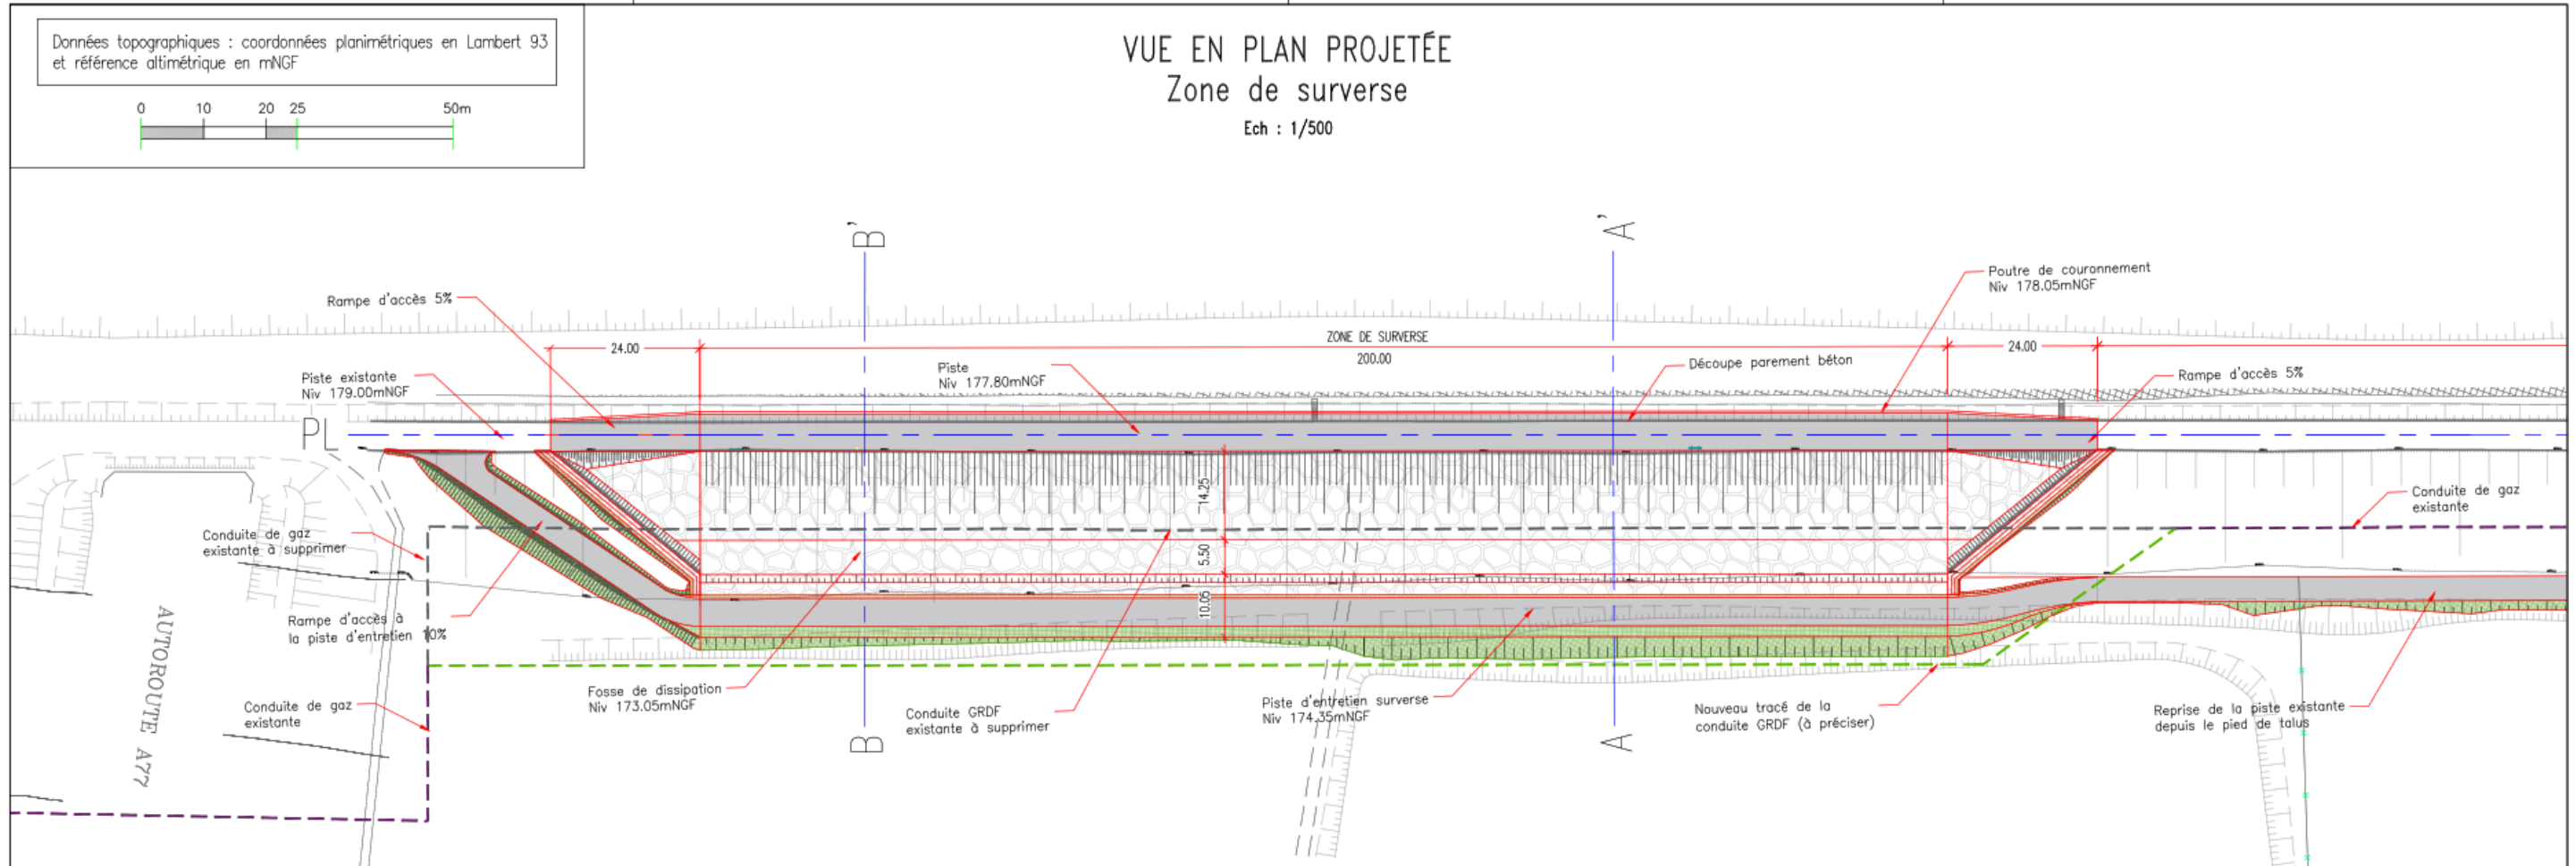 Données topographiques : coordonnées planimétriques en Lambert 93
et référence altimétrique en mNGF
0 10 20 25 50m
VUE EN PLAN PROJETÉE
Zone de surverse
Ech : 1/500
B'
A'
Poutre de couronnement
Niv 178.05mNGF
Rampe d'accès 5%
ZONE DE SURVERSE
24.00
200.00
24.00
Piste existante
Niv 179.00mNGF
Piste
Niv 177.80mNGF
Découpe parement béton
Rampe d'accès 5%
PL
14.25
5.50
10.05
Conduite de gaz
existante
Conduite de gaz
existante à supprimer
Rampe d'accès à
la piste d'entretien 10%
AUTOROUTE A77
Conduite de gaz
existante
Fosse de dissipation
Niv 173.05mNGF
Conduite GRDF
existante à supprimer
Piste d'entretien surverse
Niv 174.35mNGF
Nouveau tracé de la
conduite GRDF (à préciser)
Reprise de la piste existante
depuis le pied de talus
B
A